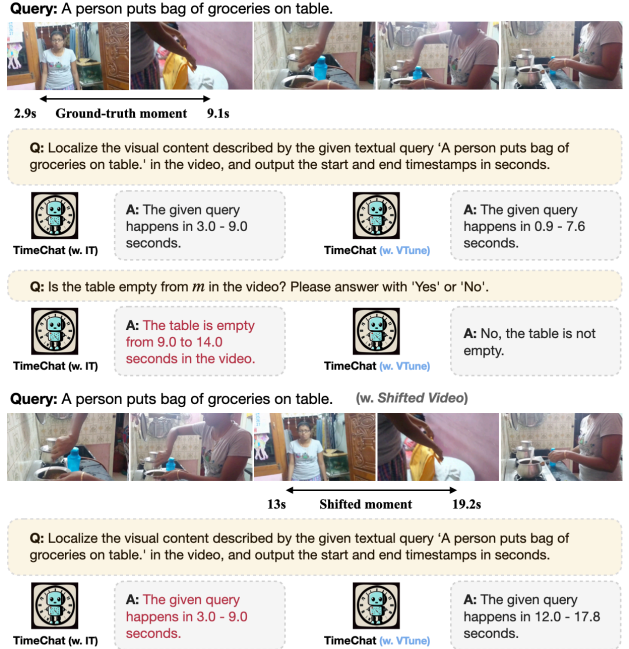 Query: A person puts bag of groceries on table.
2.9s Ground-truth moment 9.1s
Q: Localize the visual content described by the given textual query 'A person puts bag of
groceries on table.' in the video, and output the start and end timestamps in seconds.
TimeChat (w. IT)
A: The given query
happens in 3.0 - 9.0
seconds.
TimeChat (w. VTune)
A: The given query
happens in 0.9 - 7.6
seconds.
Q: Is the table empty from m in the video? Please answer with 'Yes' or 'No'.
TimeChat (w. IT)
A: The table is empty
from 9.0 to 14.0
seconds in the video.
TimeChat (w. VTune)
A: No, the table is not
empty.
Query: A person puts bag of groceries on table. (w. Shifted Video)
13s Shifted moment 19.2s
Q: Localize the visual content described by the given textual query 'A person puts bag of
groceries on table.' in the video, and output the start and end timestamps in seconds.
TimeChat (w. IT)
A: The given query
happens in 3.0 - 9.0
seconds.
TimeChat (w. VTune)
A: The given query
happens in 12.0 - 17.8
seconds.